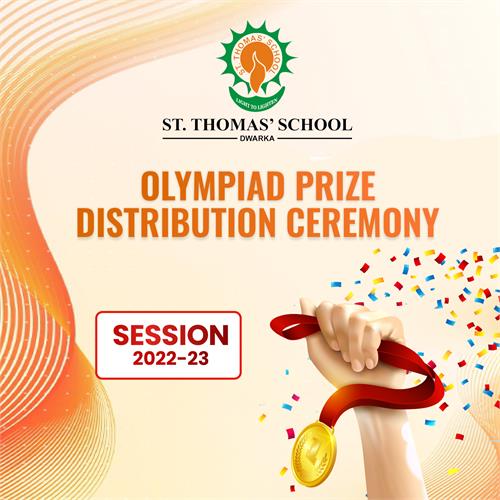 ST. THOMAS' SCHOOL
LIGHT TO LIGHTEN
ST. THOMAS' SCHOOL
DWARKA
OLYMPIAD PRIZE
DISTRIBUTION CEREMONY
SESSION
2022-23